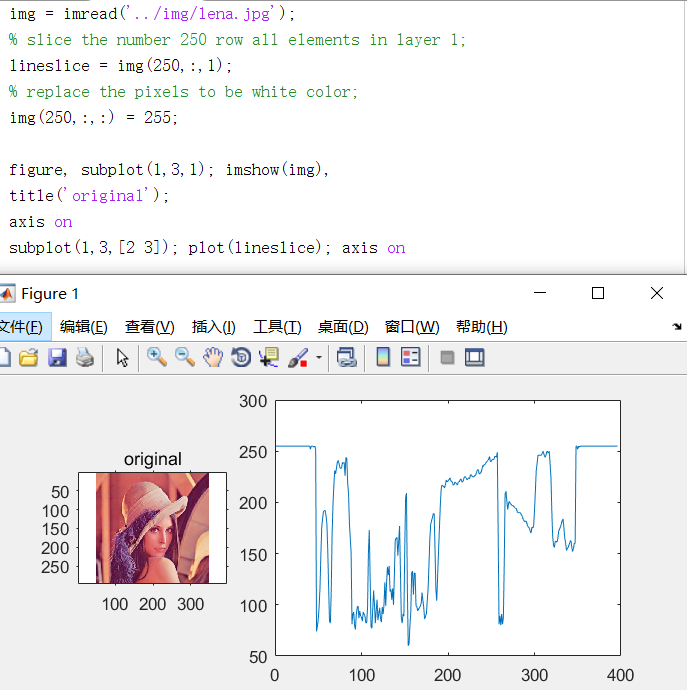 img = imread('../img/lena.jpg');
% slice the number 250 row all elements in layer 1;
lineslice = img(250,:,1);
% replace the pixels to be white color;
img(250,:,:) = 255;
figure, subplot(1,3,1); imshow(img),
title('original');
axis on
subplot(1,3,[2 3]); plot(lineslice); axis on
Figure 1
文件(F) 编辑(E) 查看(V) 插入(I) 工具(T) 桌面(D) 窗口(W) 帮助(H)
original
50
100
150
200
250
100 200 300
300
250
200
150
100
50
0 100 200 300 400